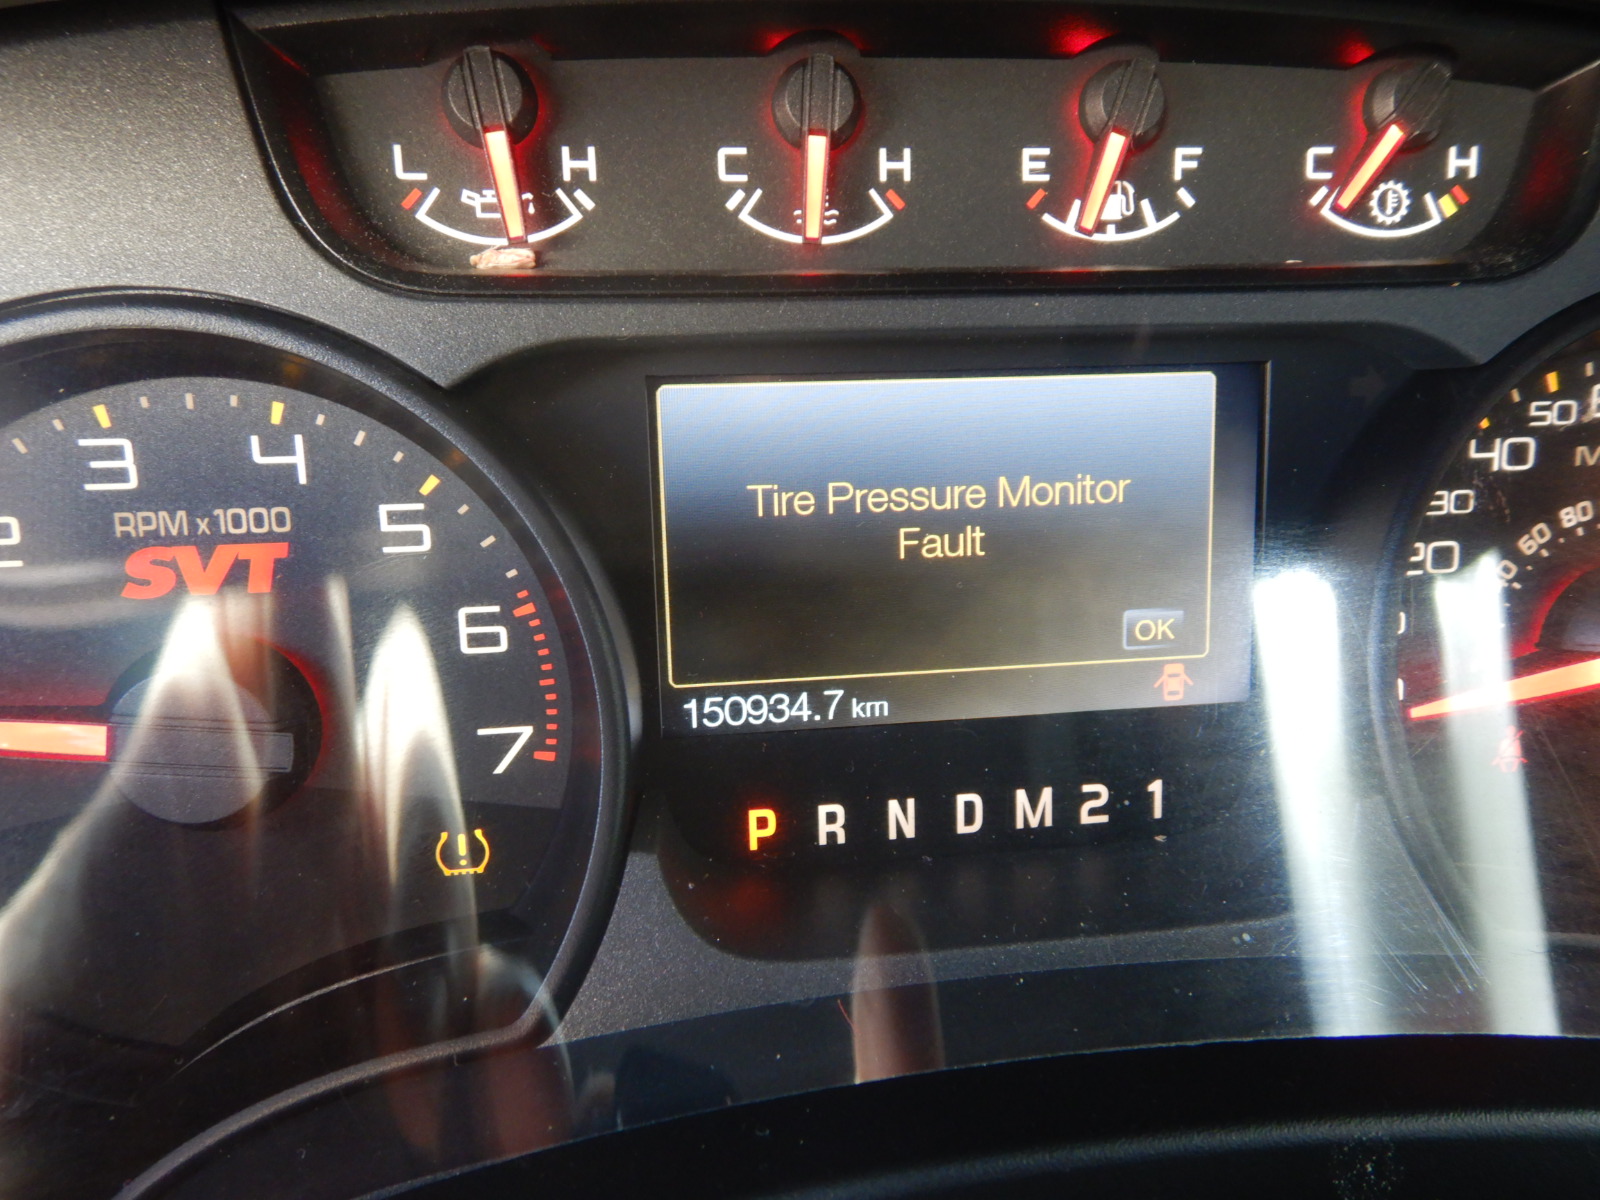 L H C H E F C H
3 4 5 6 7
RPM x1000
SVT
Tire Pressure Monitor
Fault
OK
150934.7 km
P R N D M 2 1
50
40
30
20
80
60